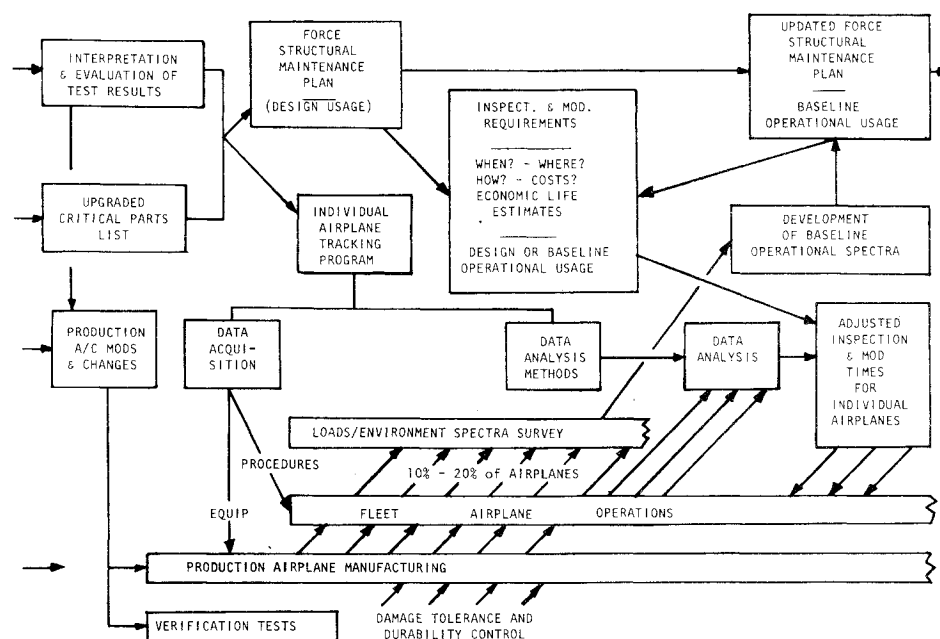 INTERPRETATION
& EVALUATION OF
TEST RESULTS
FORCE
STRUCTURAL
MAINTENANCE
PLAN
(DESIGN USAGE)
UPDATED FORCE
STRUCTURAL
MAINTENANCE
PLAN
BASELINE
OPERATIONAL USAGE
INSPECT. & MOD.
REQUIREMENTS
WHEN? - WHERE?
HOW? - COSTS?
ECONOMIC LIFE
ESTIMATES
DESIGN OR BASELINE
OPERATIONAL USAGE
UPGRADED
CRITICAL PARTS
LIST
INDIVIDUAL
AIRPLANE
TRACKING
PROGRAM
DEVELOPMENT
OF BASELINE
OPERATIONAL SPECTRA
PRODUCTION
A/C MODS
& CHANGES
DATA
ACQUI-
SITION
DATA
ANALYSIS
METHODS
DATA
ANALYSIS
ADJUSTED
INSPECTION
& MOD
TIMES
FOR
INDIVIDUAL
AIRPLANES
LOADS/ENVIRONMENT SPECTRA SURVEY
PROCEDURES
10% - 20% of AIRPLANES
FLEET AIRPLANE OPERATIONS
EQUIP
PRODUCTION AIRPLANE MANUFACTURING
VERIFICATION TESTS
DAMAGE TOLERANCE AND
DURABILITY CONTROL